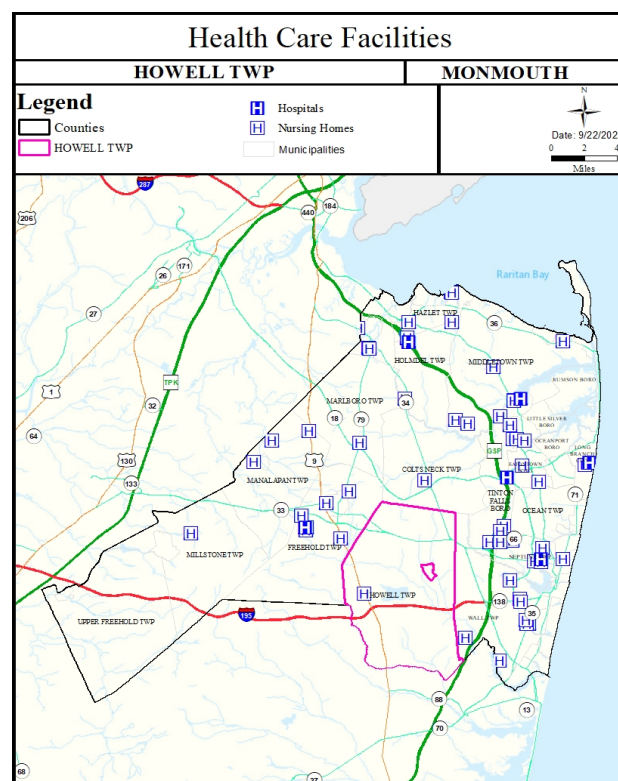 Health Care Facilities
HOWELL TWP
MONMOUTH
Legend
Counties
HOWELL TWP
H Hospitals
H Nursing Homes
Municipalities
N
Date: 9/22/202
0 2 4
Miles
287
206
440
184
171
26
27
Raritan Bay
HAZLET TWP
36
HOLMDEL TWP
MIDDLETOWN TWP
1
TPK
32
RUMSON BORO
MARLBORO TWP
34
18
79
LITTLE SILVER
BORO
64
130
9
GSP
OCEANPORT
BORO
LONG
BRANCH
133
MANALAPAN TWP
COLTS NECK TWP
TINTON
FALLS
BORO
71
33
OCEAN TWP
MILLSTONE TWP
FREEHOLD TWP
66
HOWELL TWP
138
35
WALL TWP
UPPER FREEHOLD TWP
195
88
13
70
68
37